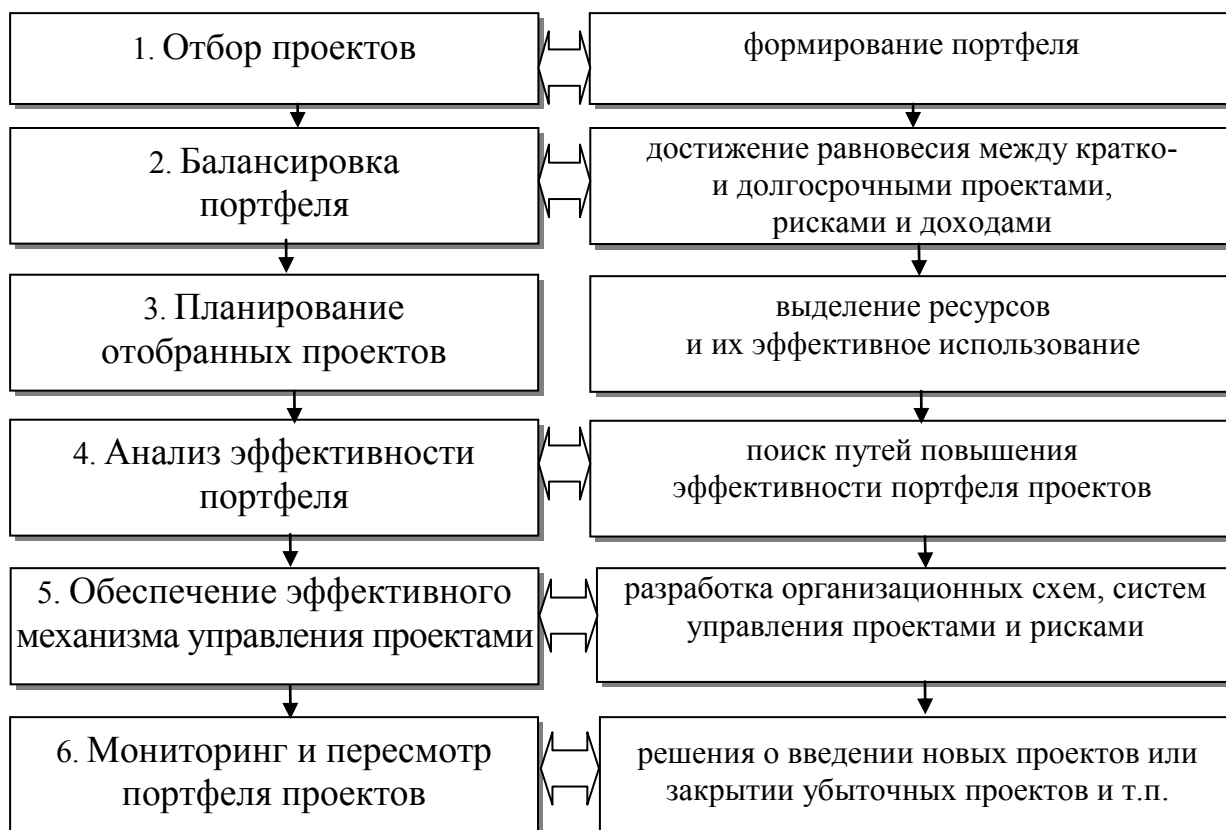 1. Отбор проектов
формирование портфеля
2. Балансировка
портфеля
достижение равновесия между кратко-
и долгосрочными проектами,
рисками и доходами
3. Планирование
отобранных проектов
выделение ресурсов
и их эффективное использование
4. Анализ эффективности
портфеля
поиск путей повышения
эффективности портфеля проектов
5. Обеспечение эффективного
механизма управления проектами
разработка организационных схем, систем
управления проектами и рисками
6. Мониторинг и пересмотр
портфеля проектов
решения о введении новых проектов или
закрытии убыточных проектов и т.п.